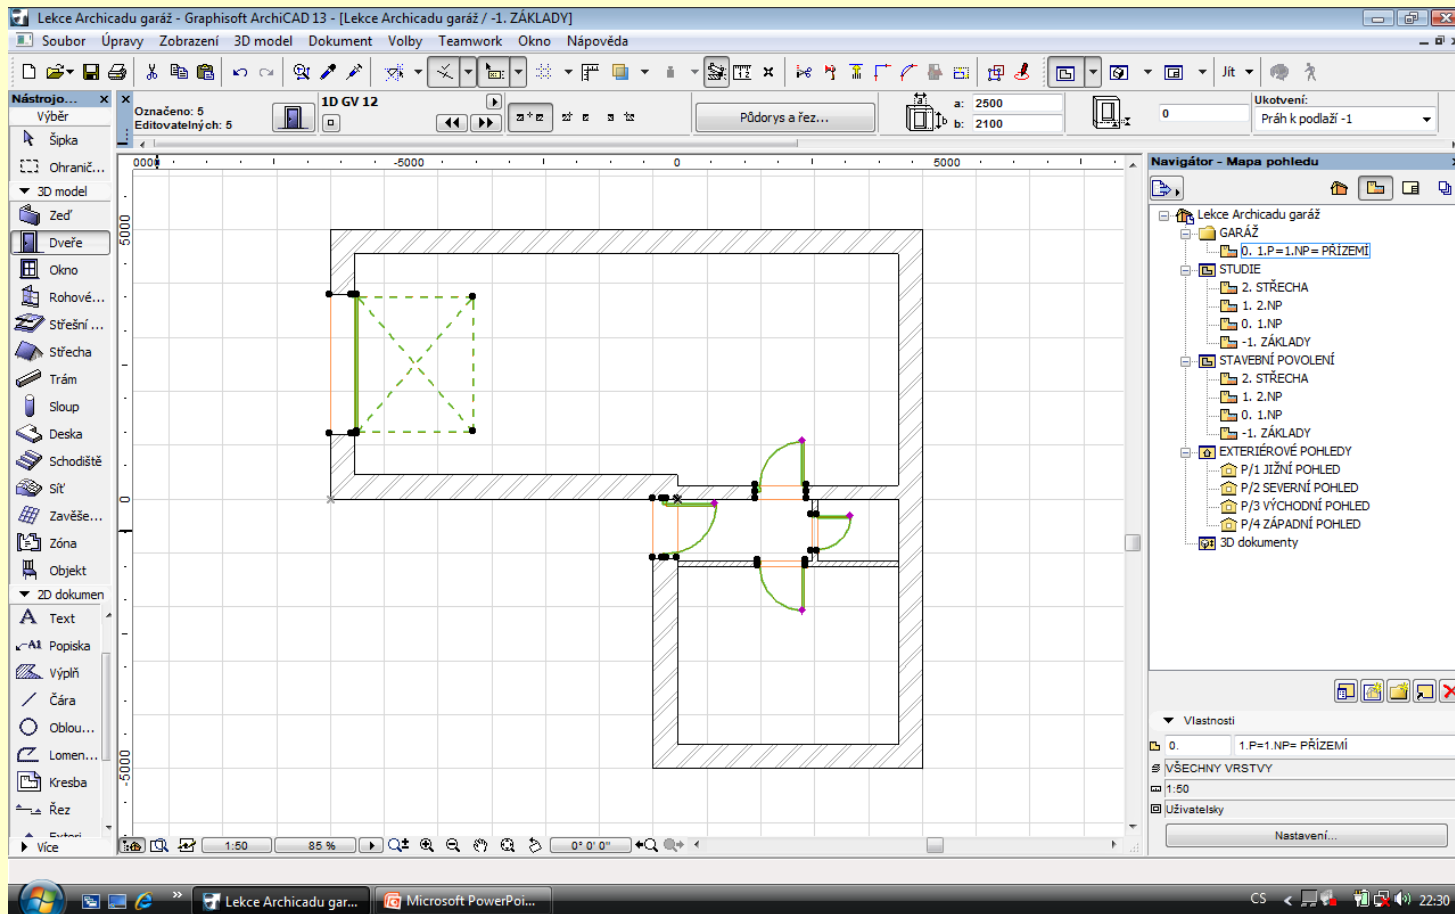 Lekce Archicadu garáž - Graphisoft ArchiCAD 13 - [Lekce Archicadu garáž / -1. ZÁKLADY]
Soubor Úpravy Zobrazení 3D model Dokument Volby Teamwork Okno Nápověda
Jít
Nástrojo...
Výběr
Šipka
Ohranič...
3D model
Zeď
Dveře
Okno
Rohové...
Střešní ...
Střecha
Trám
Sloup
Deska
Schodiště
Síť
Zavěše...
Zóna
Objekt
2D dokumen
Text
A1 Popiska
Výplň
Čára
Oblou...
Lomen...
Kresba
Řez
Více
Označeno: 5
Editovatelných: 5
1D GV 12
Půdorys a řez...
a: 2500
b: 2100
0
Ukotvení:
Práh k podlaží -1
-5000 0 5000
5000
0
-5000
1:50 85 % 0° 0' 0"
Navigátor - Mapa pohledu
Lekce Archicadu garáž
GARÁŽ
0. 1.P=1.NP= PŘÍZEMÍ
STUDIE
2. STŘECHA
1. 2.NP
0. 1.NP
-1. ZÁKLADY
STAVEBNÍ POVOLENÍ
2. STŘECHA
1. 2.NP
0. 1.NP
-1. ZÁKLADY
EXTERIÉROVÉ POHLEDY
P/1 JIŽNÍ POHLED
P/2 SEVERNÍ POHLED
P/3 VÝCHODNÍ POHLED
P/4 ZÁPADNÍ POHLED
3D dokumenty
Vlastnosti
0. 1.P=1.NP= PŘÍZEMÍ
VŠECHNY VRSTVY
1:50
Uživatelsky
Nastavení...
Lekce Archicadu gar...
Microsoft PowerPoi...
CS
22:30